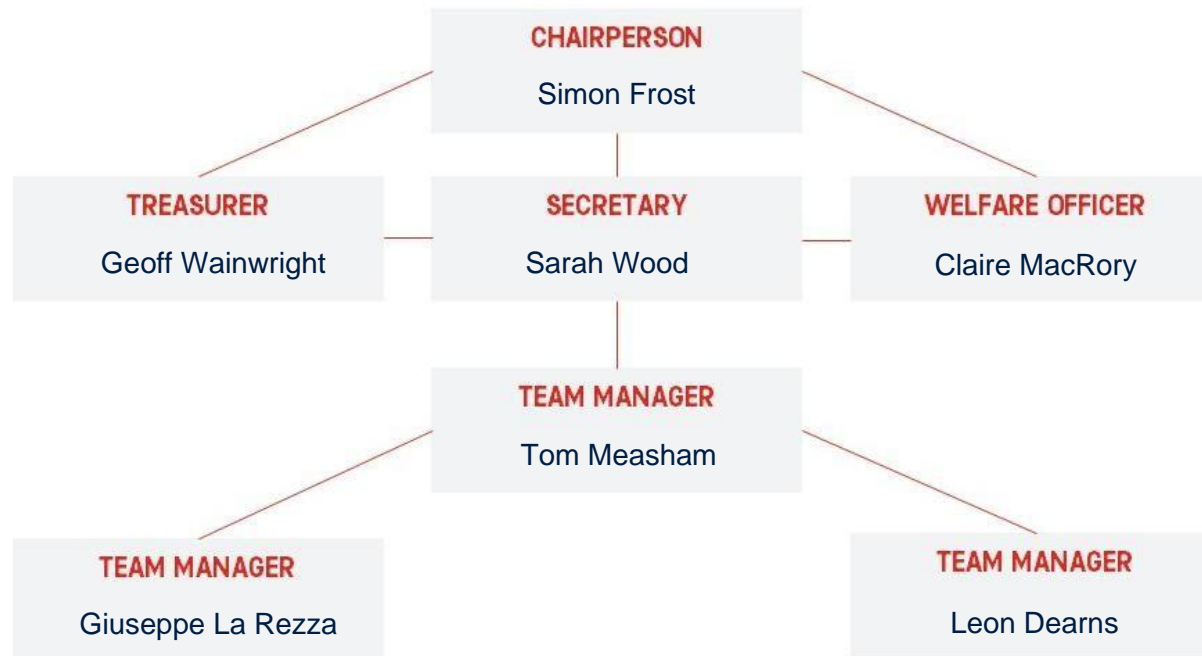 CHAIRPERSON
Simon Frost
TREASURER
Geoff Wainwright
SECRETARY
Sarah Wood
WELFARE OFFICER
Claire MacRory
TEAM MANAGER
Tom Measham
TEAM MANAGER
Giuseppe La Rezza
TEAM MANAGER
Leon Dearns